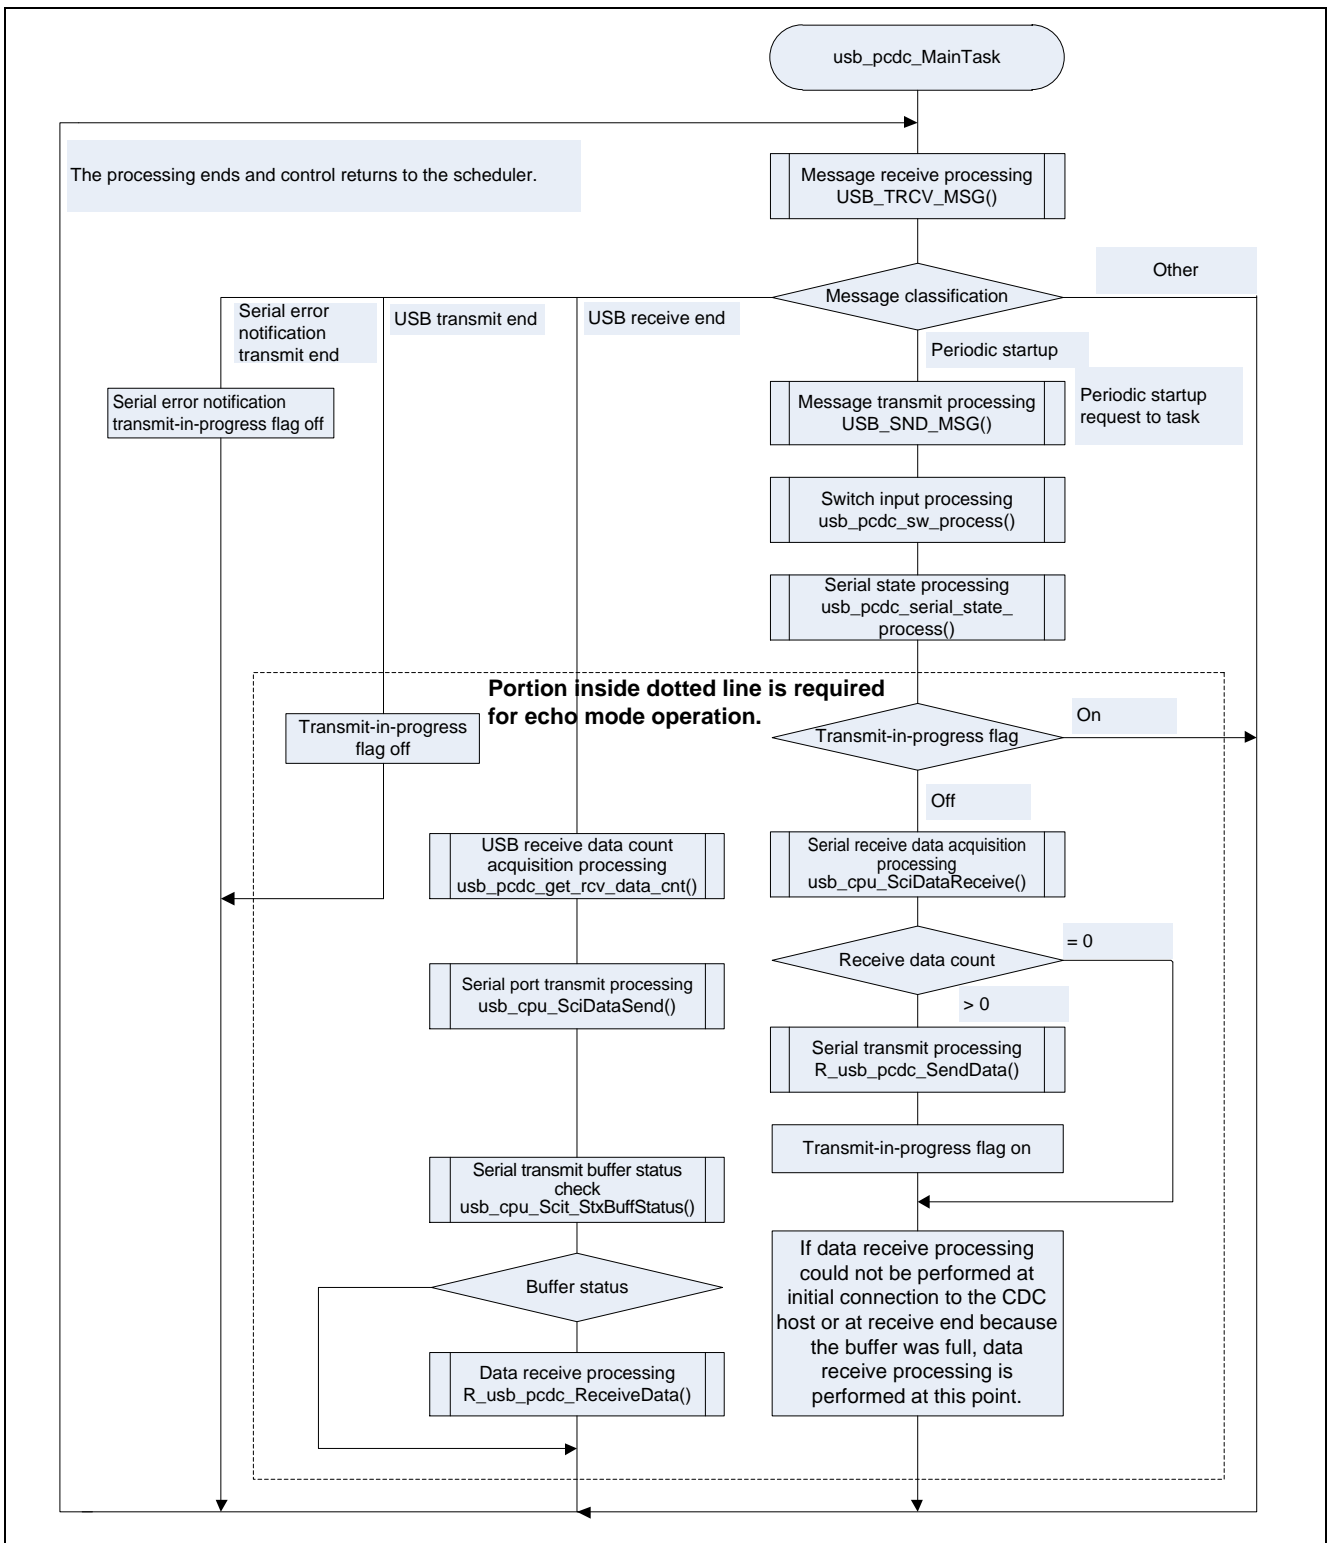 usb_pcdc_MainTask
The processing ends and control returns to the scheduler.
Message receive processing
USB_TRCV_MSG()
Other
Message classification
Serial error
notification
transmit end
USB transmit end
USB receive end
Periodic startup
Serial error notification
transmit-in-progress flag off
Message transmit processing
USB_SND_MSG()
Periodic startup
request to task
Switch input processing
usb_pcdc_sw_process()
Serial state processing
usb_pcdc_serial_state_
process()
Portion inside dotted line is required
for echo mode operation.
Transmit-in-progress
flag off
Transmit-in-progress flag
On
Off
USB receive data count
acquisition processing
usb_pcdc_get_rcv_data_cnt()
Serial receive data acquisition
processing
usb_cpu_SciDataReceive()
Receive data count
= 0
> 0
Serial port transmit processing
usb_cpu_SciDataSend()
Serial transmit processing
R_usb_pcdc_SendData()
Transmit-in-progress flag on
Serial transmit buffer status
check
usb_cpu_Scit_StxBuffStatus()
Buffer status
Data receive processing
R_usb_pcdc_ReceiveData()
If data receive processing
could not be performed at
initial connection to the CDC
host or at receive end because
the buffer was full, data
receive processing is
performed at this point.